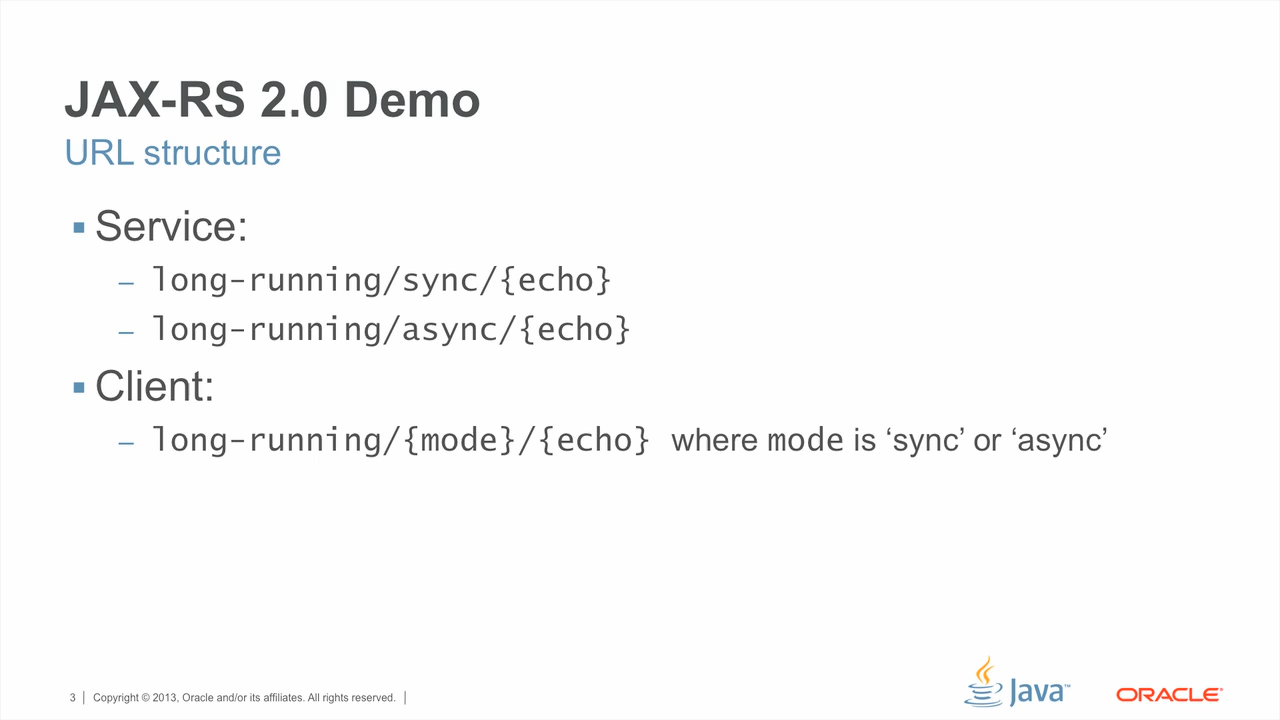 JAX-RS 2.0 Demo
URL structure
▪ Service:
– long-running/sync/{echo}
– long-running/async/{echo}
▪ Client:
– long-running/{mode}/{echo} where mode is ‘sync’ or ‘async’
3 | Copyright © 2013, Oracle and/or its affiliates. All rights reserved. |
Java™
ORACLE®